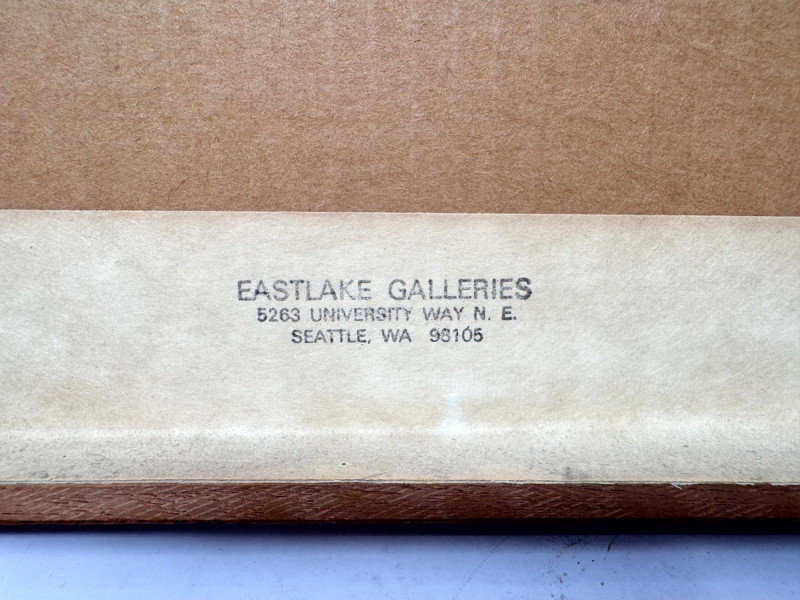 EASTLAKE GALLERIES
5263 UNIVERSITY WAY N. E.
SEATTLE, WA 98105